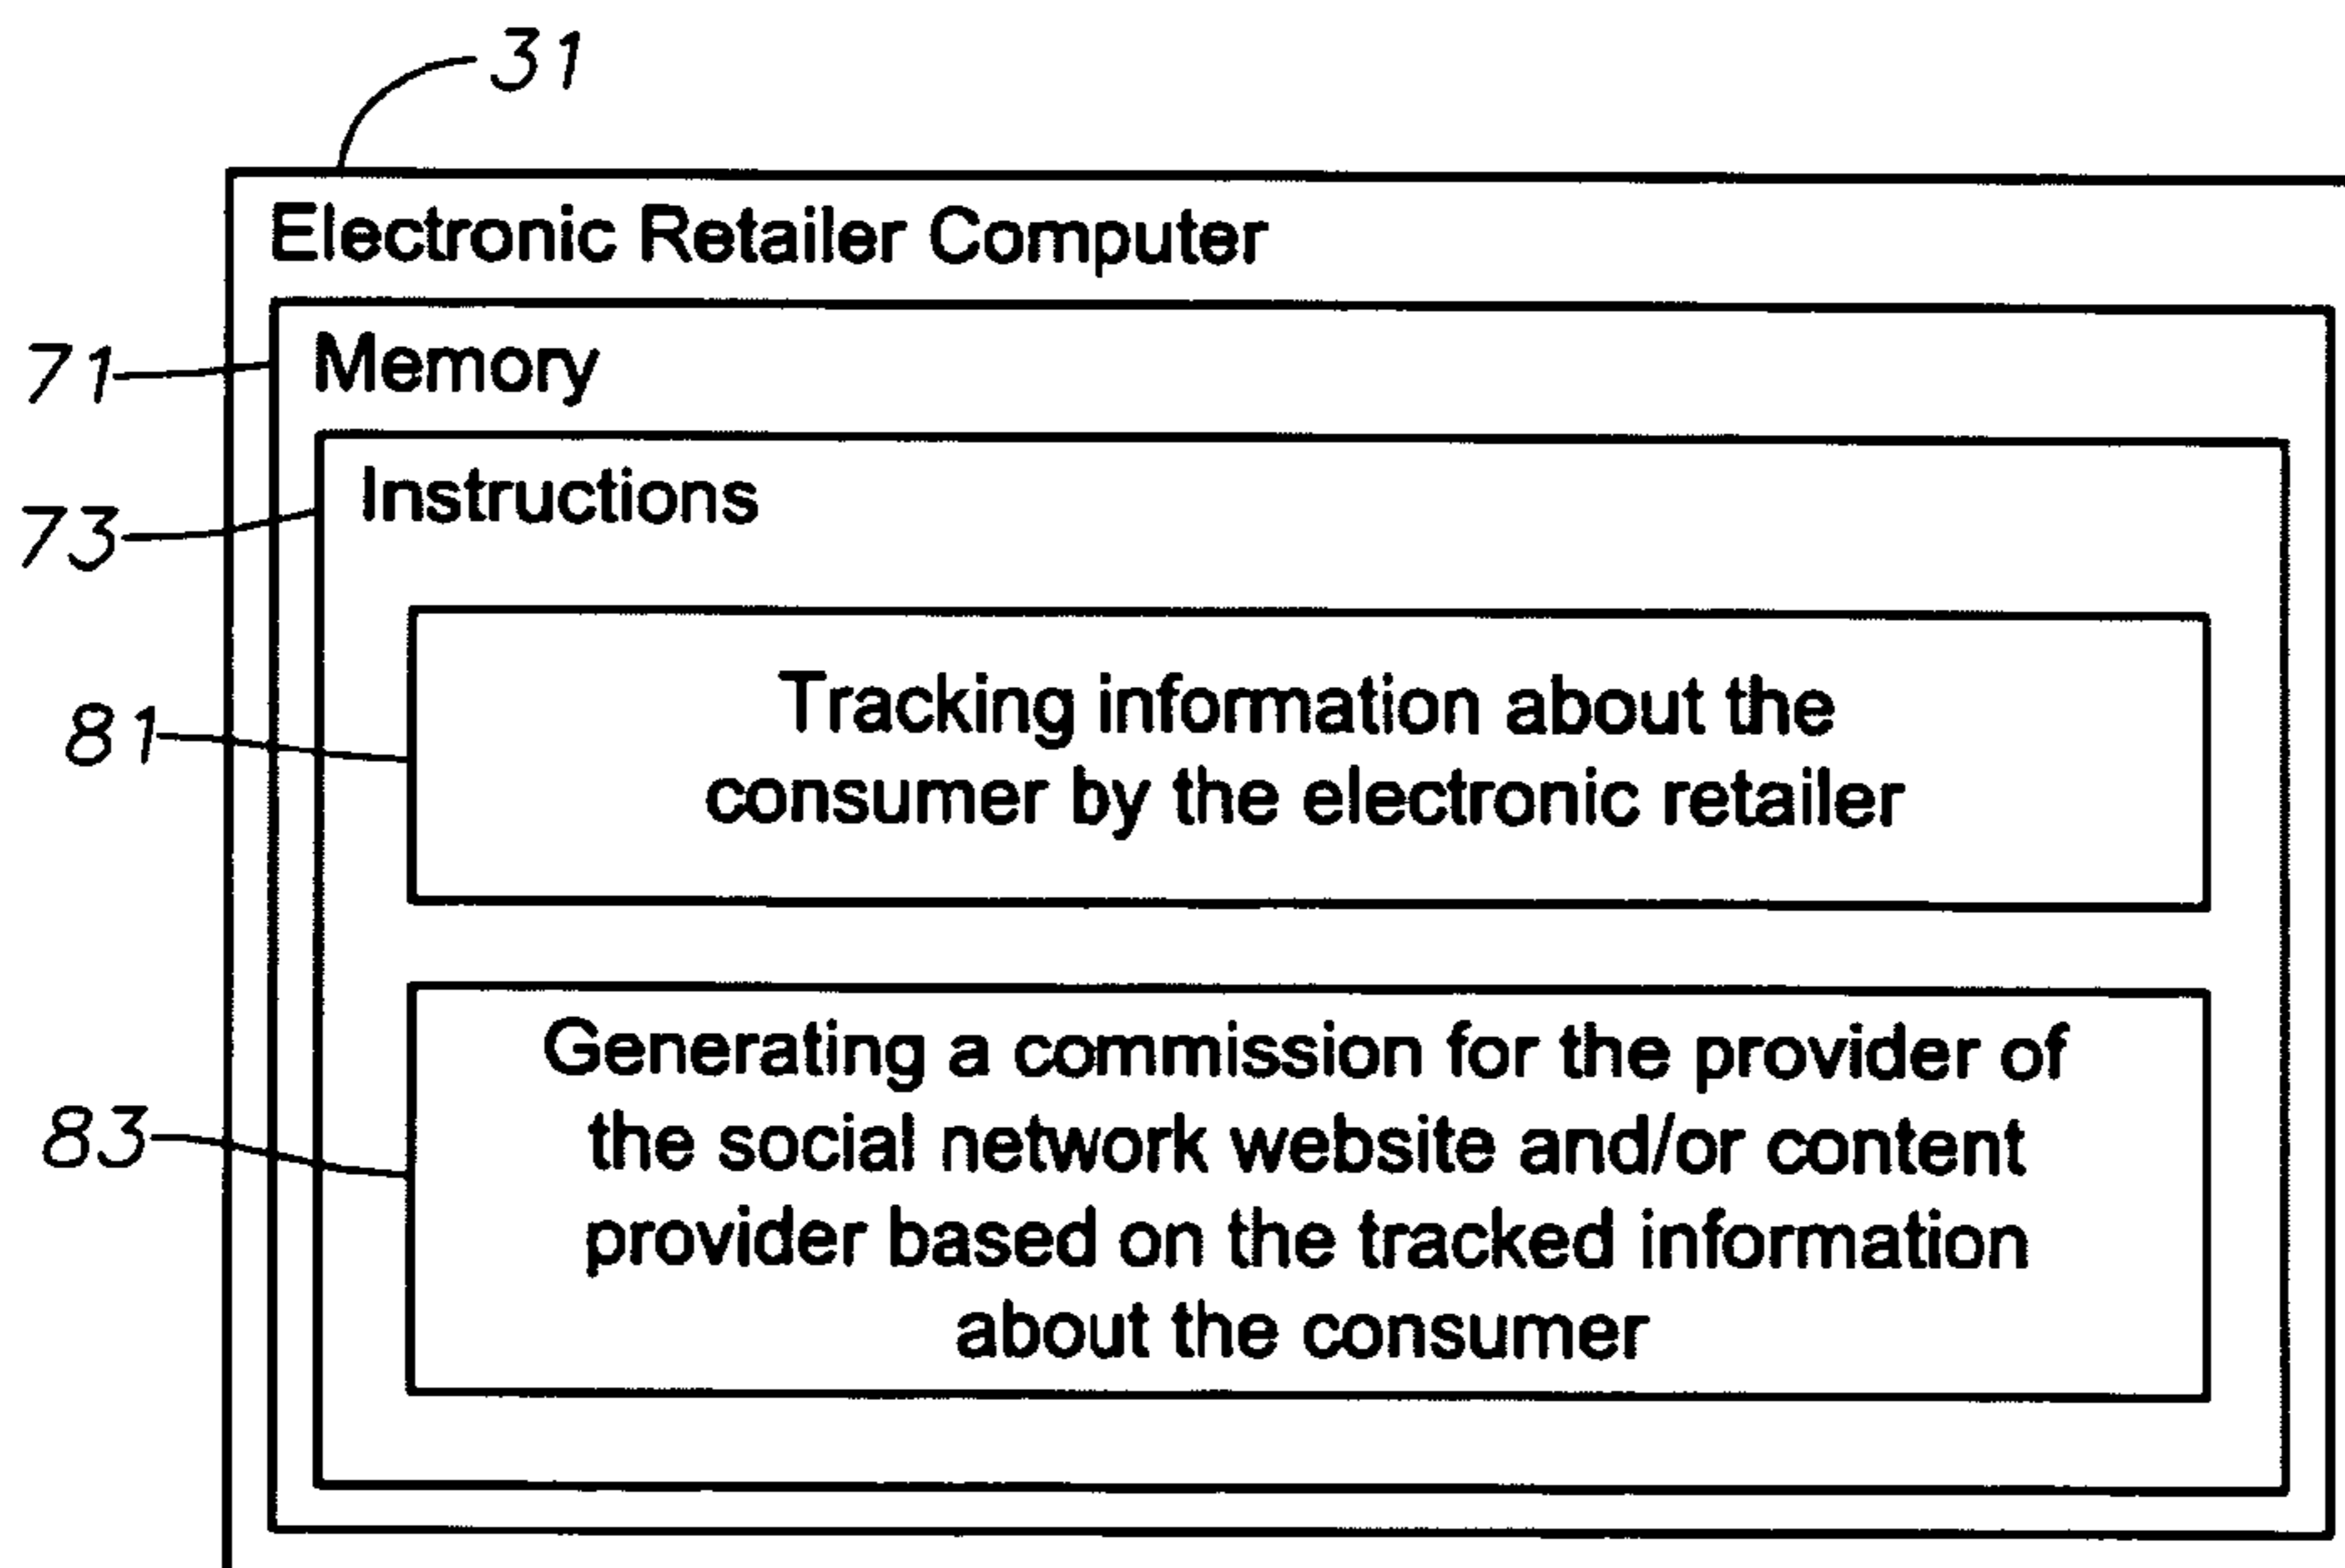 31
Electronic Retailer Computer
71
Memory
73
Instructions
81
Tracking information about the
consumer by the electronic retailer
83
Generating a commission for the provider of
the social network website and/or content
provider based on the tracked information
about the consumer